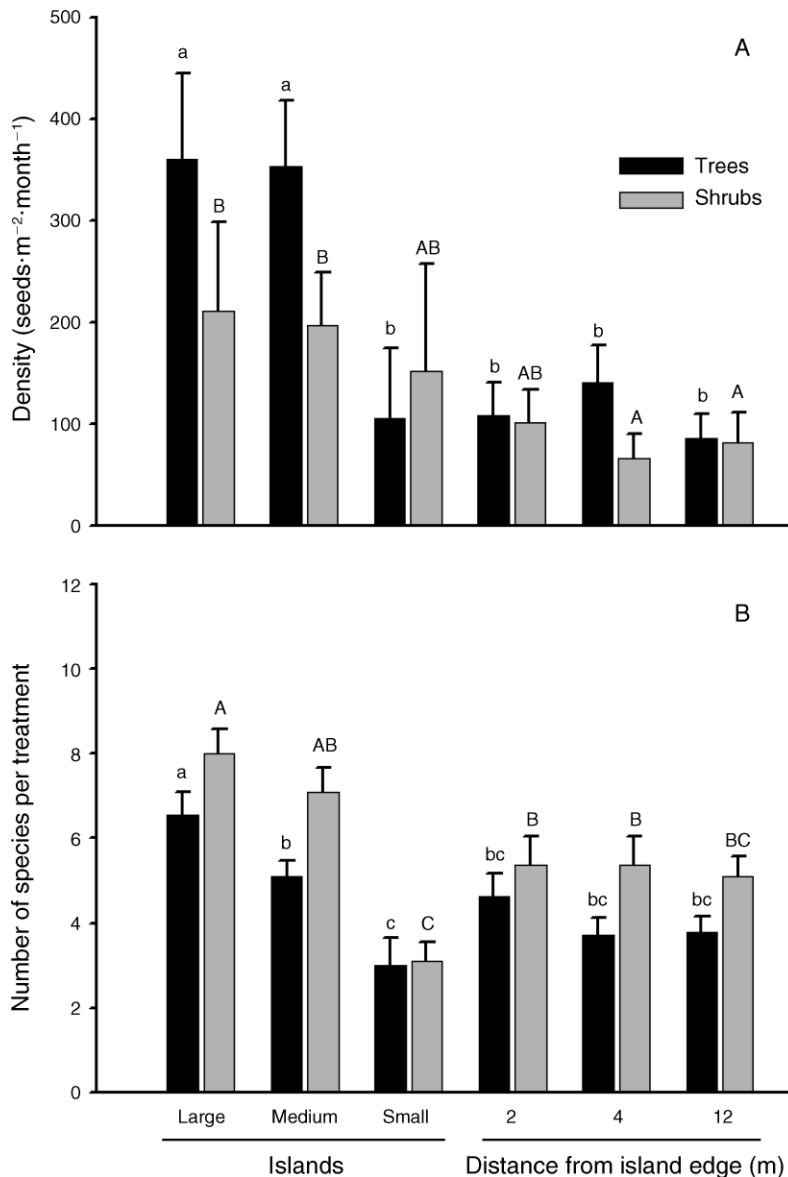 500
400
300
200
100
0
Density (seeds·m⁻²·month⁻¹)
A
Trees
Shrubs
a
B
a
B
b
AB
b
AB
b
A
b
A
12
10
8
6
4
2
0
Number of species per treatment
B
a
A
b
AB
c
C
bc
B
bc
B
bc
BC
Large Medium Small 2 4 12
Islands Distance from island edge (m)